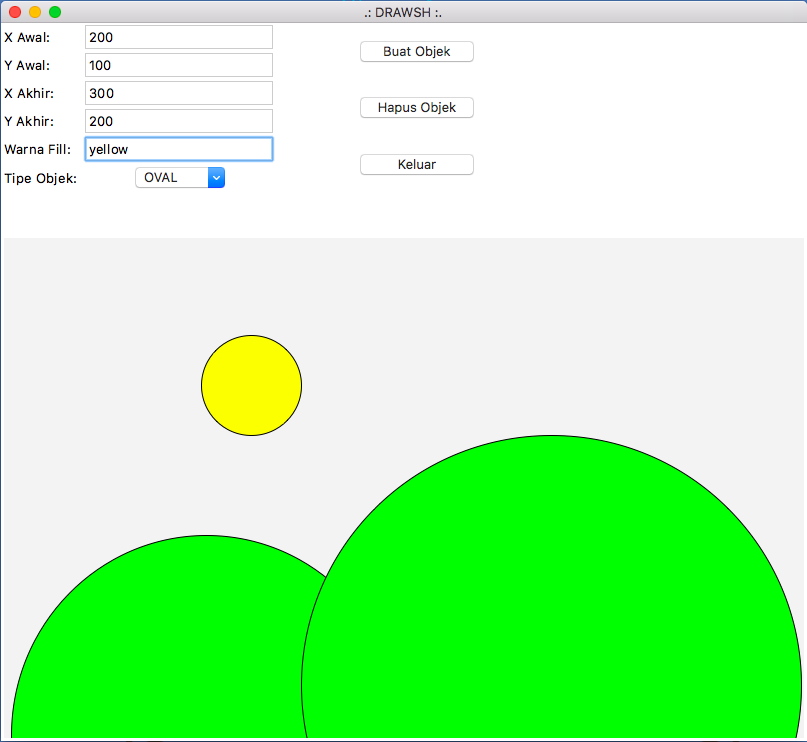 .: DRAWSH :.
X Awal: 200
Y Awal: 100
X Akhir: 300
Y Akhir: 200
Warna Fill: yellow
Tipe Objek: OVAL
Buat Objek
Hapus Objek
Keluar